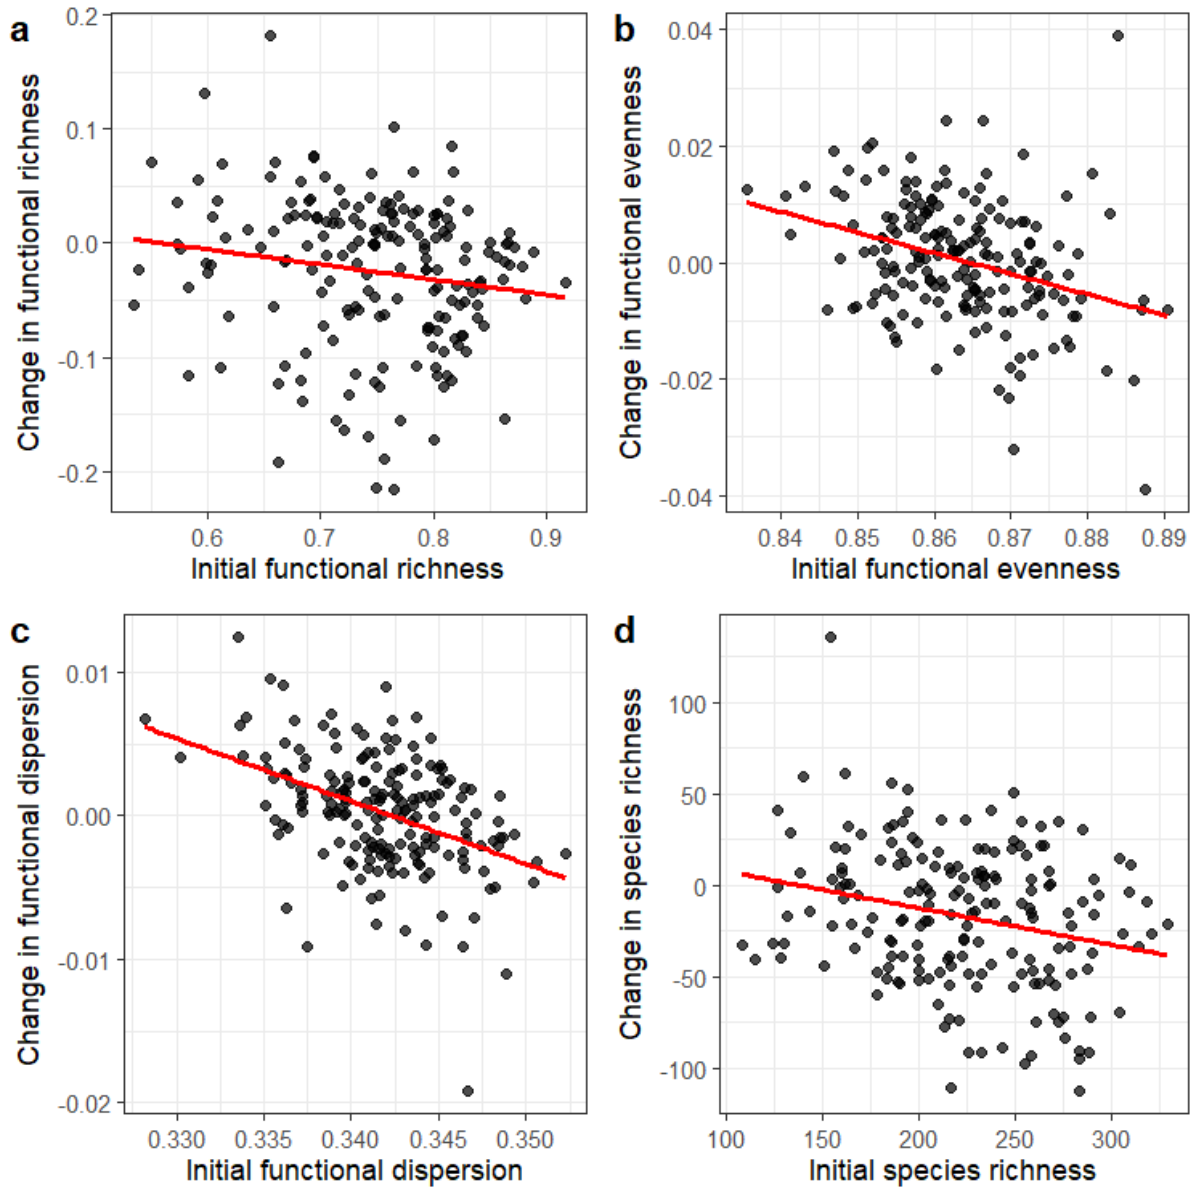 a
Change in functional richness
0.2
0.1
0.0
-0.1
-0.2
0.6 0.7 0.8 0.9
Initial functional richness
b
Change in functional evenness
0.04
0.02
0.00
-0.02
-0.04
0.84 0.85 0.86 0.87 0.88 0.89
Initial functional evenness
c
Change in functional dispersion
0.01
0.00
-0.01
-0.02
0.330 0.335 0.340 0.345 0.350
Initial functional dispersion
d
Change in species richness
100
50
0
-50
-100
100 150 200 250 300
Initial species richness